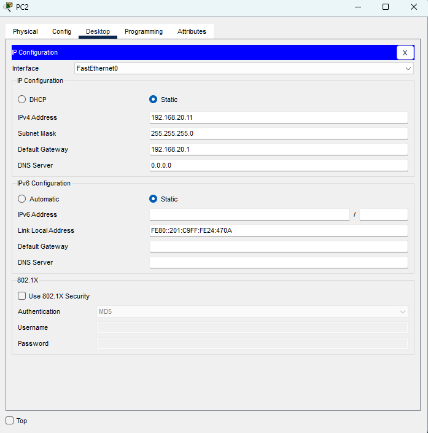 PC2
Physical Config Desktop Programming Attributes
IP Configuration X
Interface FastEthernet0
IP Configuration
DHCP Static
IPv4 Address 192.168.20.11
Subnet Mask 255.255.255.0
Default Gateway 192.168.20.1
DNS Server 0.0.0.0
IPv6 Configuration
Automatic Static
IPv6 Address /
Link Local Address FE80::201:C9FF:FE24:470A
Default Gateway
DNS Server
802.1X
Use 802.1X Security
Authentication MD5
Username
Password
Top